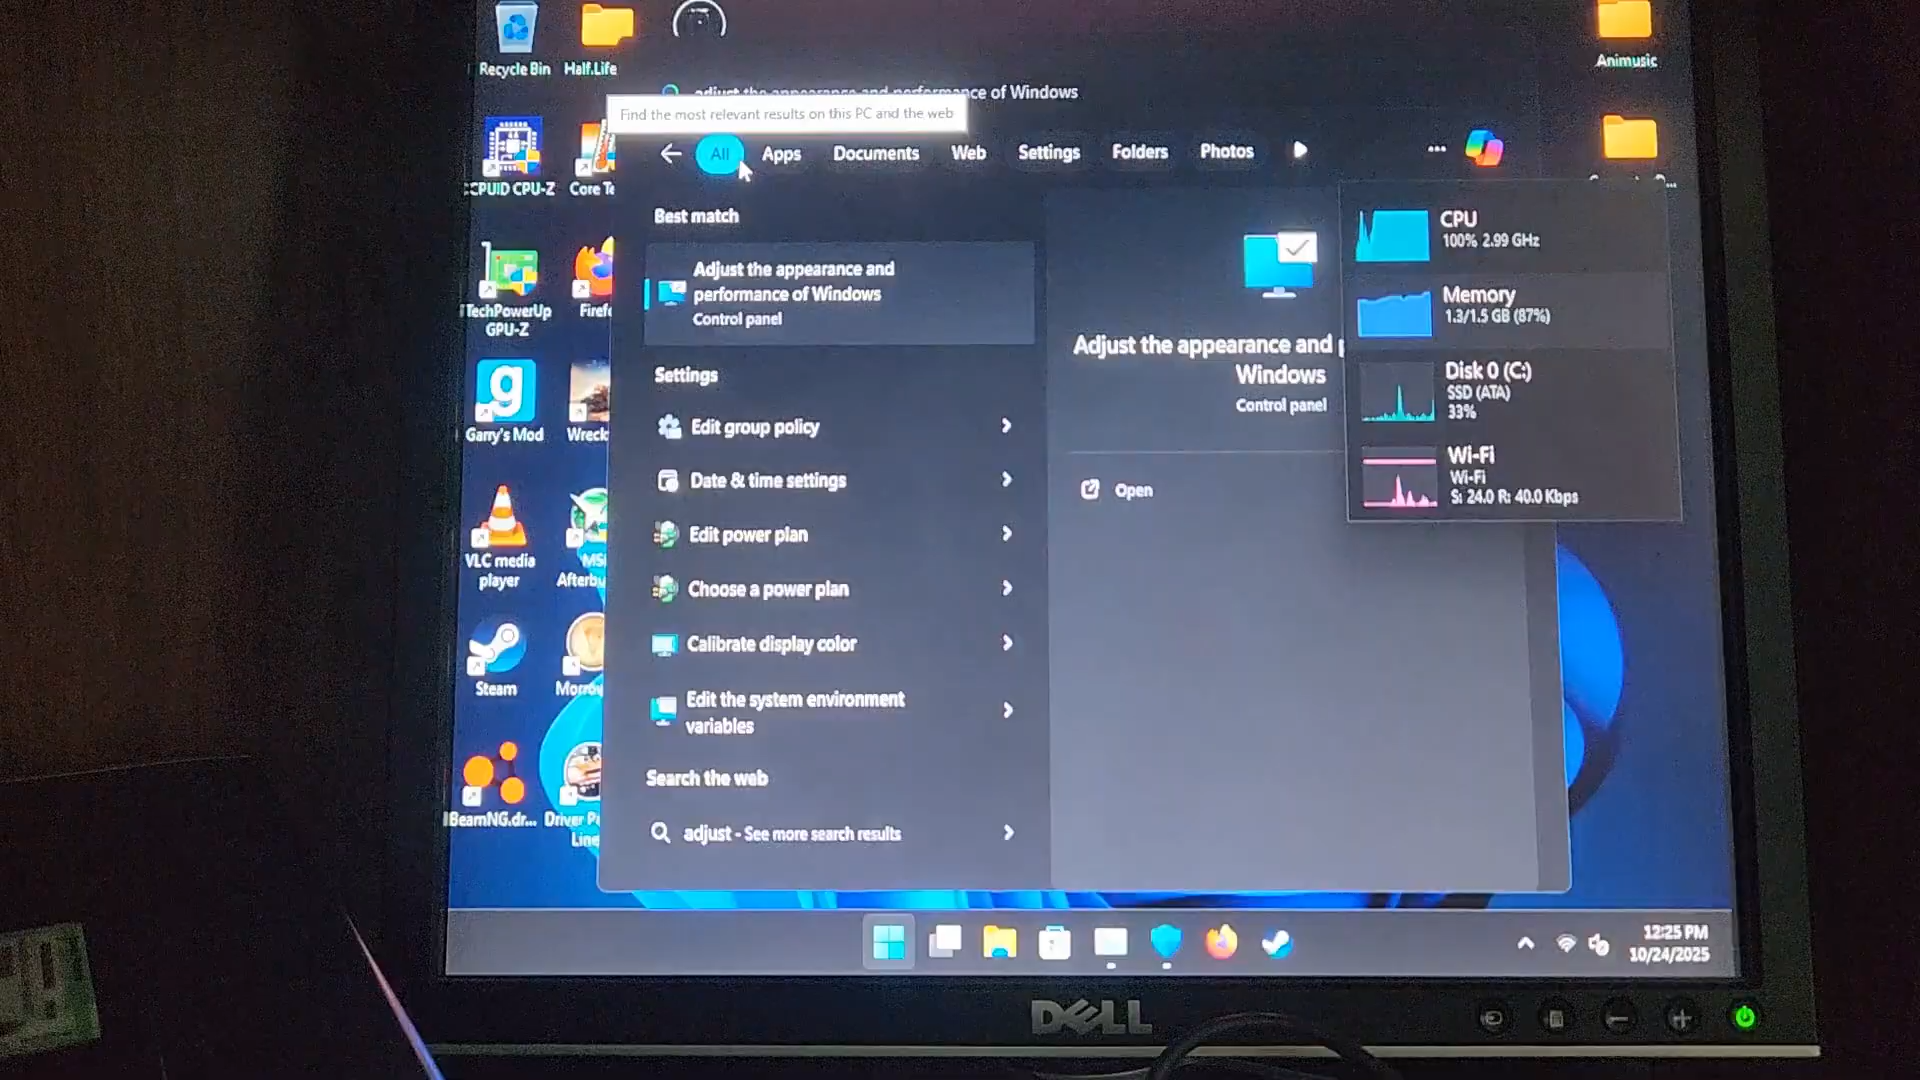 Recycle Bin
Half.Life
Animusic
adjust the appearance and performance of Windows
Find the most relevant results on this PC and the web
All
Apps
Documents
Web
Settings
Folders
Photos
CPUID CPU-Z
Core Te
TechPowerUp
GPU-Z
Firefo
Garry's Mod
Wreck
VLC media
player
MSI
Afterbu
Steam
Morrow
BeamNG.dr...
Driver Pa
Line
Best match
Adjust the appearance and
performance of Windows
Control panel
Settings
Edit group policy
Date & time settings
Edit power plan
Choose a power plan
Calibrate display color
Edit the system environment
variables
Search the web
adjust - See more search results
Adjust the appearance and p
Windows
Control panel
Open
CPU
100% 2.99 GHz
Memory
1.3/1.5 GB (87%)
Disk 0 (C:)
SSD (ATA)
33%
Wi-Fi
Wi-Fi
S: 24.0 R: 40.0 Kbps
12:25 PM
10/24/2025
DELL